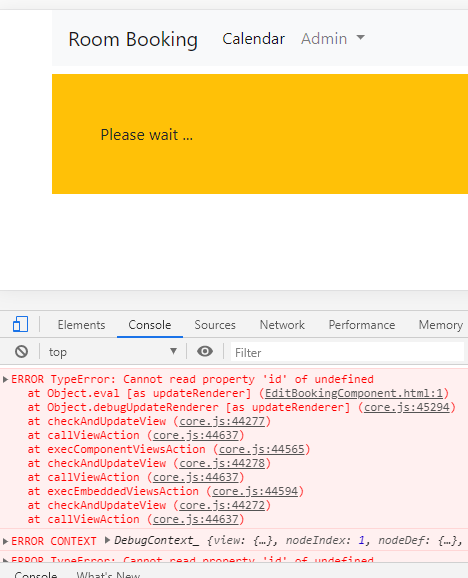 Room Booking Calendar Admin
Please wait ...
Elements Console Sources Network Performance Memory
top Filter
ERROR TypeError: Cannot read property 'id' of undefined
at Object.eval [as updateRenderer] (EditBookingComponent.html:1)
at Object.debugUpdateRenderer [as updateRenderer] (core.js:45294)
at checkAndUpdateView (core.js:44277)
at callViewAction (core.js:44637)
at execComponentViewsAction (core.js:44565)
at checkAndUpdateView (core.js:44278)
at callViewAction (core.js:44637)
at execEmbeddedViewsAction (core.js:44594)
at checkAndUpdateView (core.js:44272)
at callViewAction (core.js:44637)
ERROR CONTEXT DebugContext_ {view: {…}, nodeIndex: 1, nodeDef: {…},
ERROR TypeError: Cannot read property 'id' of undefined
Console What's New